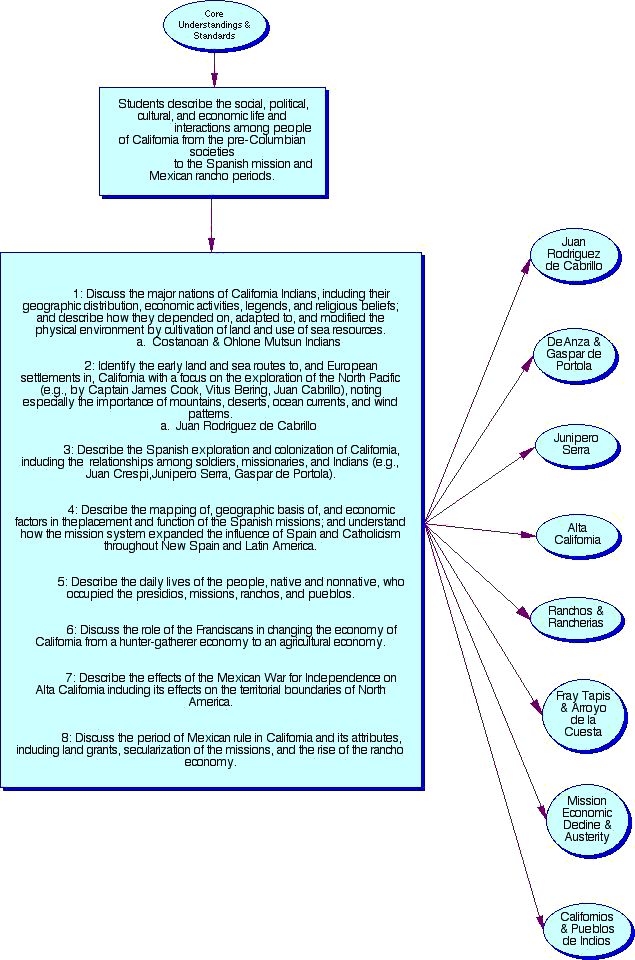 Core
Understandings &
Standards
Students describe the social, political,
cultural, and economic life and
interactions among people
of California from the pre-Columbian
societies
to the Spanish mission and
Mexican rancho periods.
1: Discuss the major nations of California Indians, including their
geographic distribution, economic activities, legends, and religious beliefs;
and describe how they depended on, adapted to, and modified the
physical environment by cultivation of land and use of sea resources.
a. Costanoan & Ohlone Mutsun Indians
2: Identify the early land and sea routes to, and European
settlements in, California with a focus on the exploration of the North Pacific
(e.g., by Captain James Cook, Vitus Bering, Juan Cabrillo), noting
especially the importance of mountains, deserts, ocean currents, and wind
patterns.
a. Juan Rodriguez de Cabrillo
3: Describe the Spanish exploration and colonization of California,
including the relationships among soldiers, missionaries, and Indians (e.g.,
Juan Crespi,Junipero Serra, Gaspar de Portola).
4: Describe the mapping of, geographic basis of, and economic
factors in theplacement and function of the Spanish missions; and understand
how the mission system expanded the influence of Spain and Catholicism
throughout New Spain and Latin America.
5: Describe the daily lives of the people, native and nonnative, who
occupied the presidios, missions, ranchos, and pueblos.
6: Discuss the role of the Franciscans in changing the economy of
California from a hunter-gatherer economy to an agricultural economy.
7: Describe the effects of the Mexican War for Independence on
Alta California including its effects on the territorial boundaries of North
America.
8: Discuss the period of Mexican rule in California and its attributes,
including land grants, secularization of the missions, and the rise of the rancho
economy.
Juan
Rodriguez
de Cabrillo
DeAnza &
Gaspar de
Portola
Junipero
Serra
Alta
California
Ranchos &
Rancherias
Fray Tapis
& Arroyo
de la
Cuesta
Mission
Economic
Decline &
Austerity
Californios
& Pueblos
de Indios